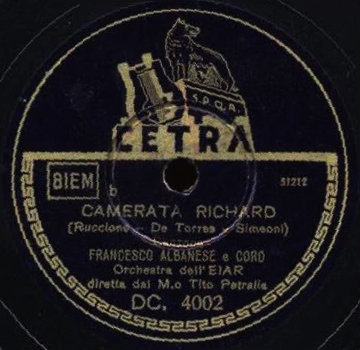 S.P.Q.R.
CETRA
BIEM
b
51212
CAMERATA RICHARD
(Ruccione - De Torres e Simeoni)
FRANCESCO ALBANESE e CORO
Orchestra dell'EIAR
diretta dal M.o Tito Petralia
DC. 4002